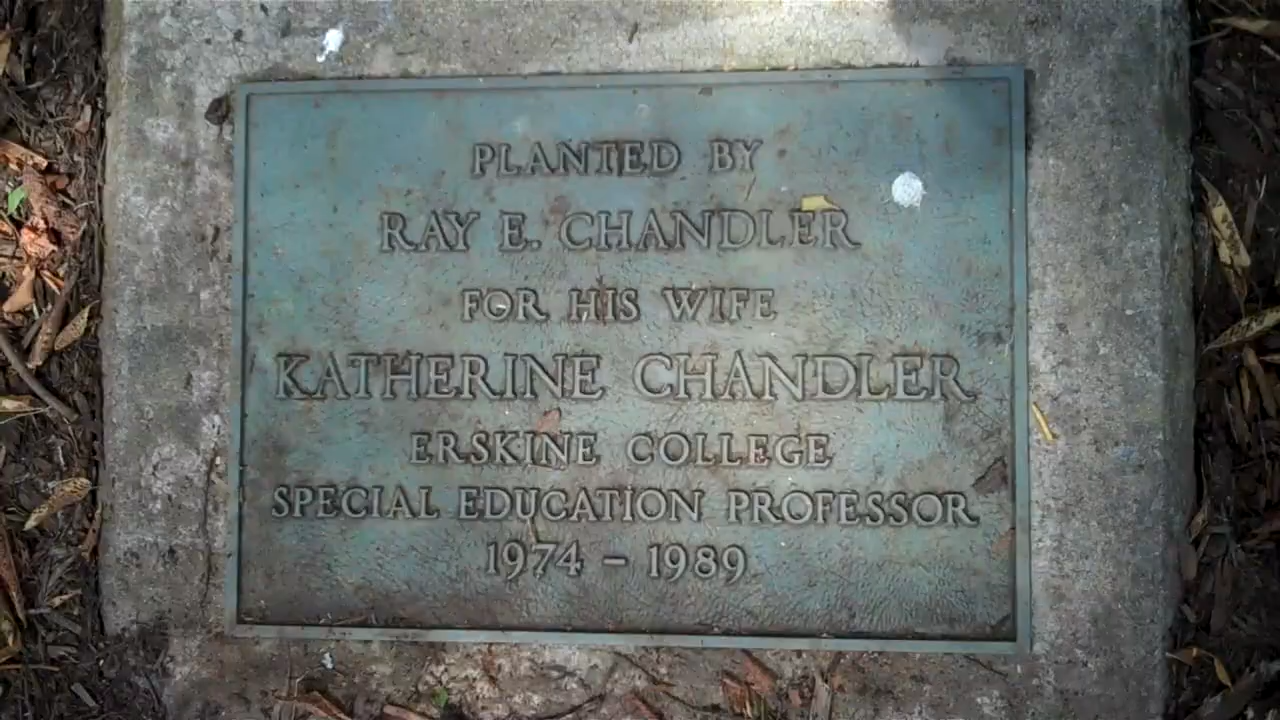 PLANTED BY
RAY E. CHANDLER
FOR HIS WIFE
KATHERINE CHANDLER
ERSKINE COLLEGE
SPECIAL EDUCATION PROFESSOR
1974 – 1989